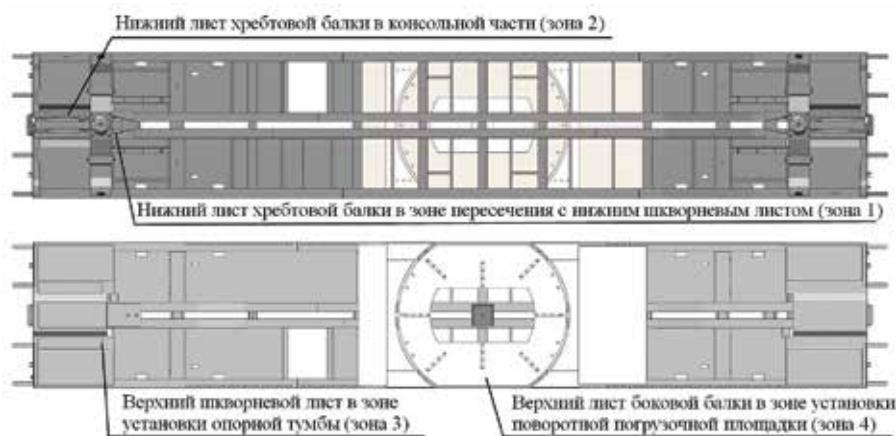 Нижний лист хребтовой балки в консольной части (зона 2)
Нижний лист хребтовой балки в зоне пересечения с нижним шкворневым листом (зона 1)
Верхний шкворневой лист в зоне
установки опорной тумбы (зона 3)
Верхний лист боковой балки в зоне установки
поворотной погрузочной площадки (зона 4)